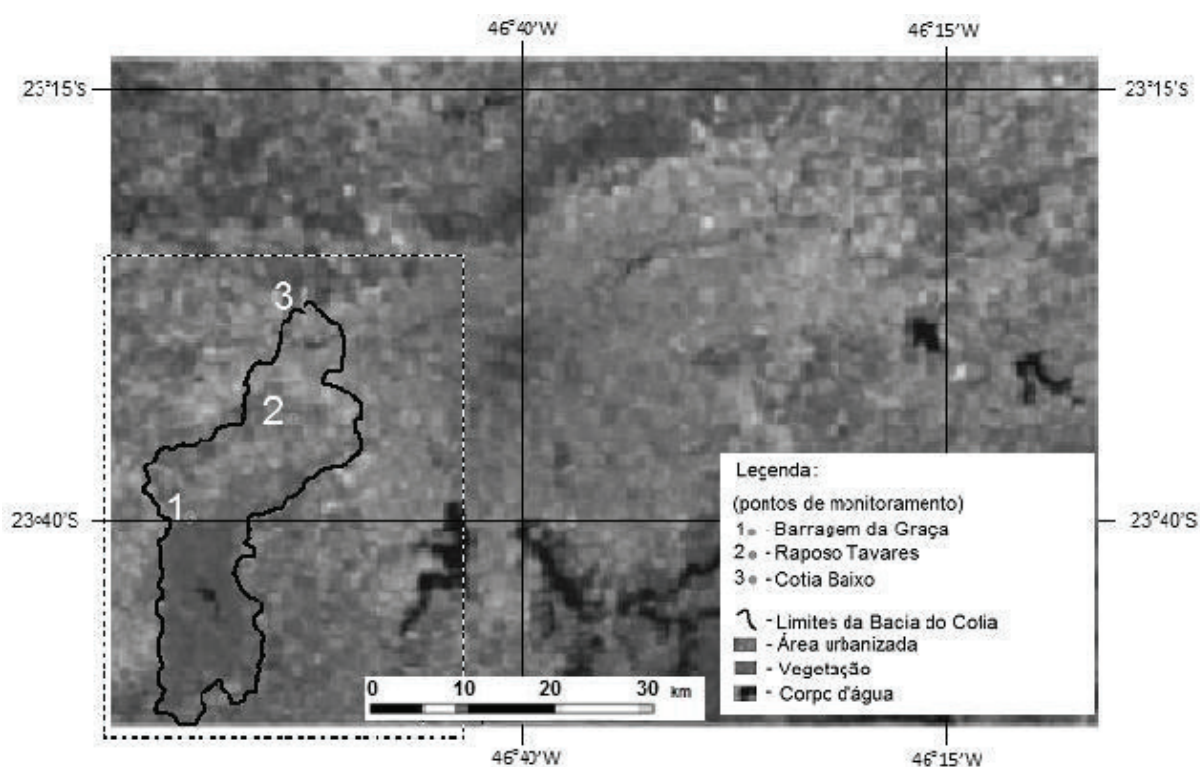 46°40'W 46°15'W
23°15'S 23°15'S
3
2
1
23°40'S 23°40'S
Legenda:
(pontos de monitoramento)
1 - Barragem da Graça
2 - Raposo Tavares
3 - Cotia Baixo
- Limites da Bacia do Cotia
- Área urbanizada
- Vegetação
- Corpo d'água
0 10 20 30 km
46°40'W 46°15'W